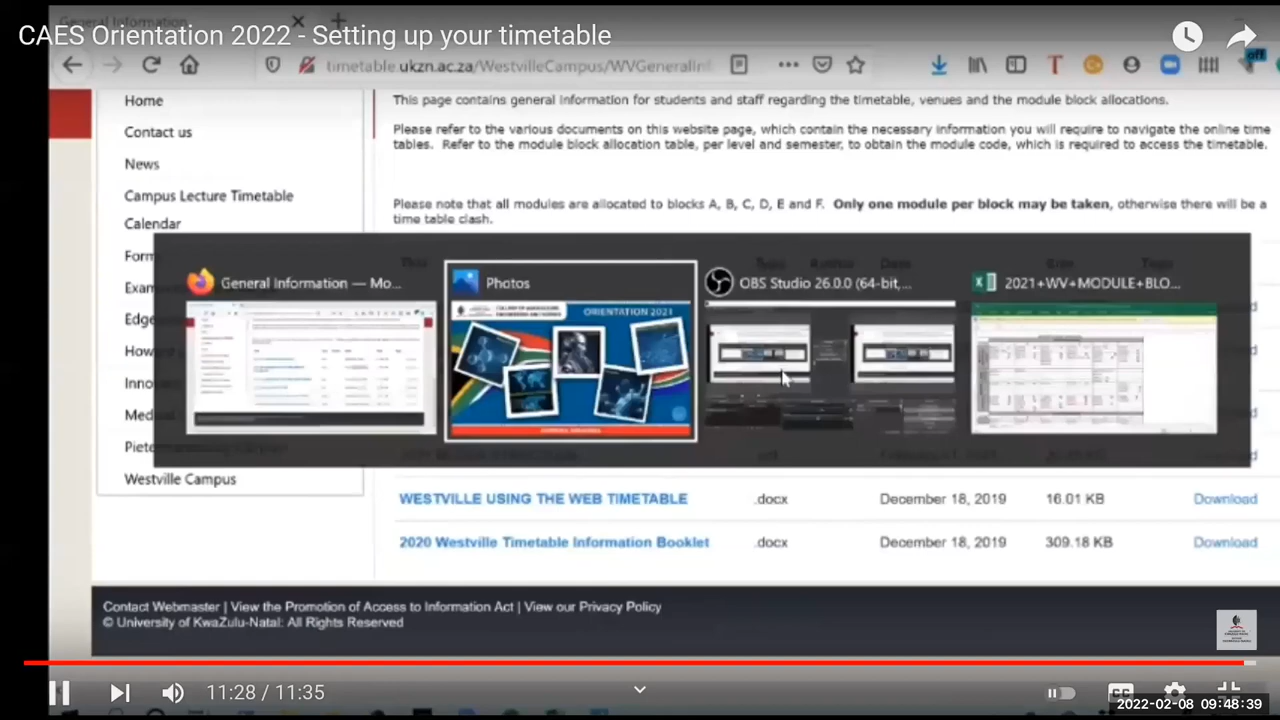 CAES Orientation 2022 - Setting up your timetable
General Information
timetable.ukzn.ac.za/WestvilleCampus/WVGeneralInf
off
Home
Contact us
News
Campus Lecture Timetable
Calendar
This page contains general information for students and staff regarding the timetable, venues and the module block allocations.
Please refer to the various documents on this website page, which contain the necessary information you will require to navigate the online time
tables. Refer to the module block allocation table, per level and semester, to obtain the module code, which is required to access the timetable.
Please note that all modules are allocated to blocks A, B, C, D, E and F. Only one module per block may be taken, otherwise there will be a
time table clash.
General Information — Mo...
Photos
OBS Studio 26.0.0 (64-bit,...
2021+WV+MODULE+BLO...
ORIENTATION 2021
Westville Campus
WESTVILLE USING THE WEB TIMETABLE .docx December 18, 2019 16.01 KB Download
2020 Westville Timetable Information Booklet .docx December 18, 2019 309.18 KB Download
Contact Webmaster | View the Promotion of Access to Information Act | View our Privacy Policy
© University of KwaZulu-Natal: All Rights Reserved
11:28 / 11:35
CC
2022-02-08 09:48:39